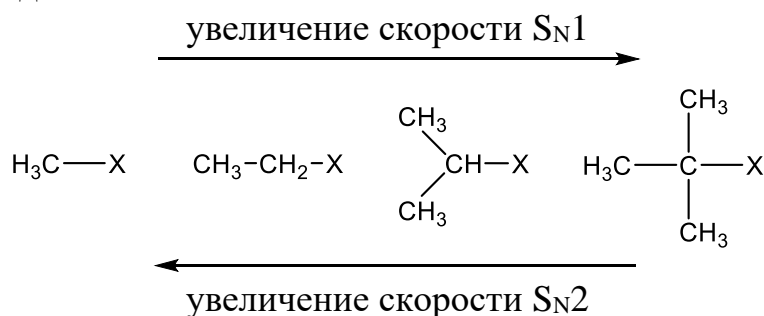 увеличение скорости SN1
H3C—X CH3-CH2-X CH3 CH—X CH3 CH3 H3C—C—X CH3
увеличение скорости SN2